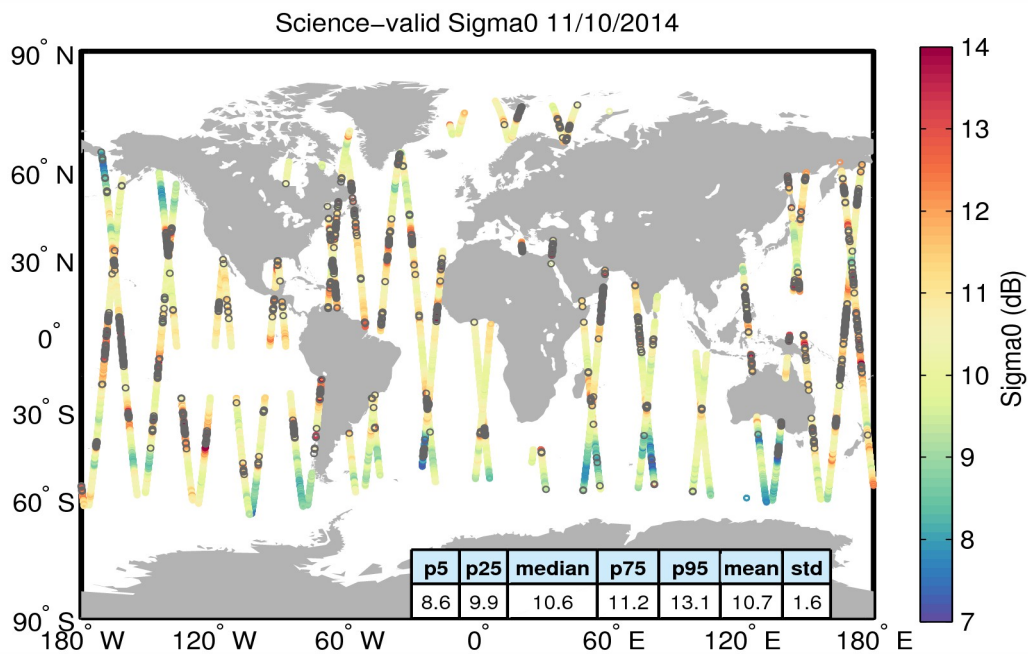 Science−valid Sigma0 11/10/2014
90° N
60° N
30° N
0°
30° S
60° S
90° S
180° W
120° W
60° W
0°
60° E
120° E
180° E
p5 p25 median p75 p95 mean std
8.6 9.9 10.6 11.2 13.1 10.7 1.6
14
13
12
11
10
9
8
7
Sigma0 (dB)